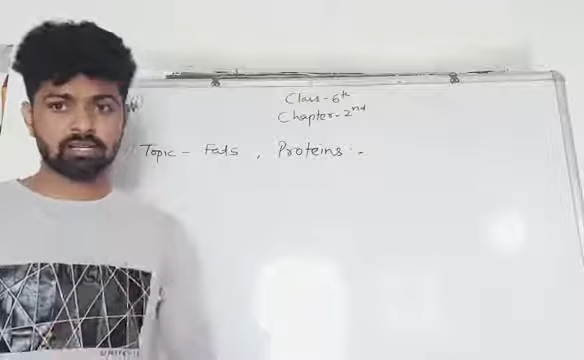 Class-6th
Chapter-2nd
Topic - Fats , Proteins :-